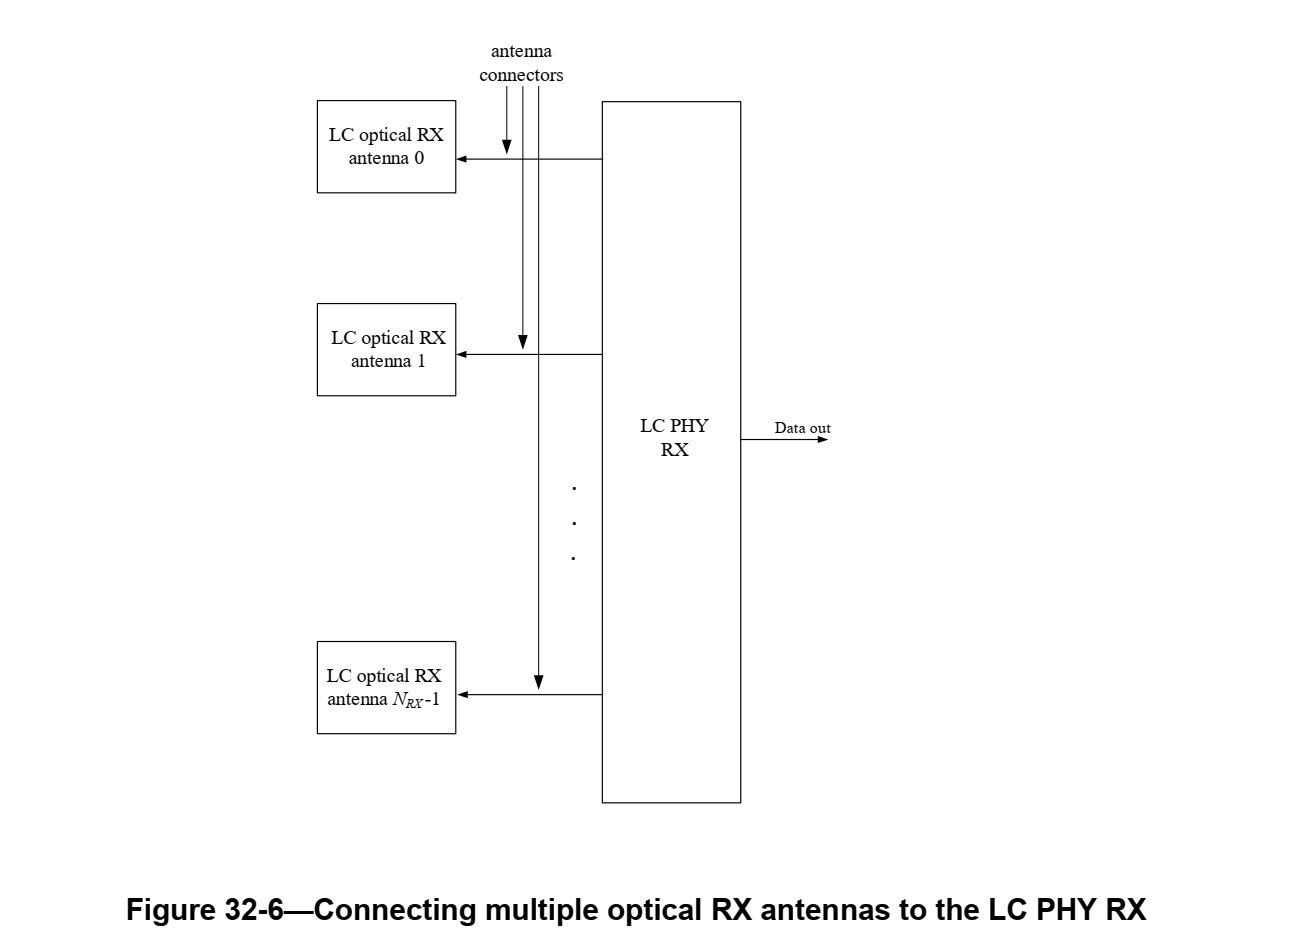 antenna
connectors
LC optical RX
antenna 0
LC optical RX
antenna 1
LC PHY
RX
Data out
.
.
.
LC optical RX
antenna N_RX-1
Figure 32-6—Connecting multiple optical RX antennas to the LC PHY RX